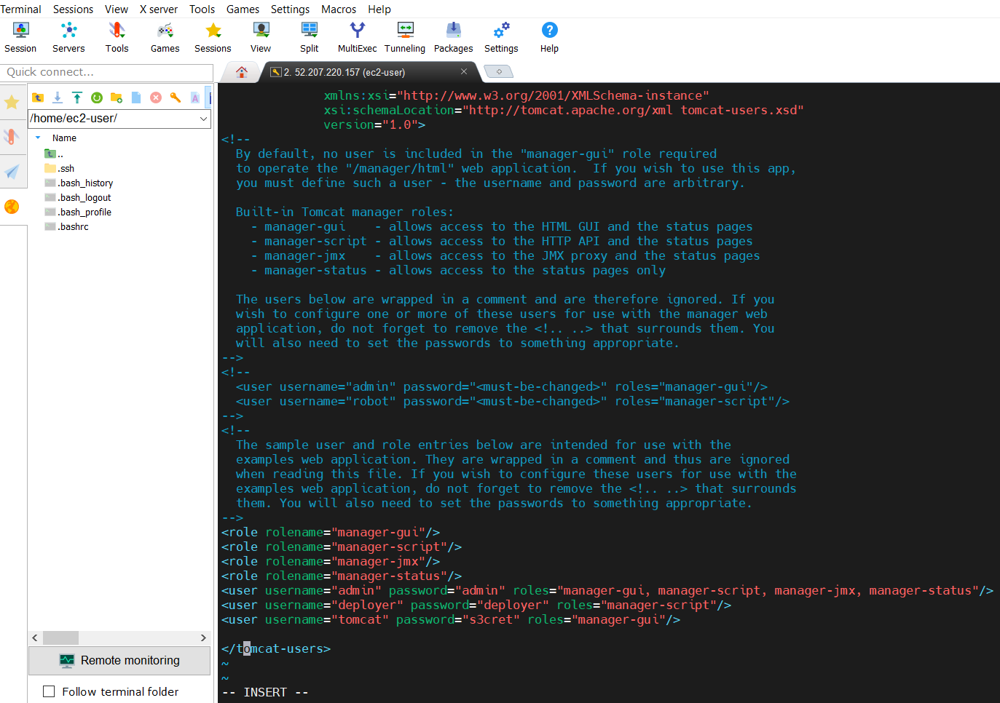 Terminal Sessions View X server Tools Games Settings Macros Help
Session Servers Tools Games Sessions View Split MultiExec Tunneling Packages Settings Help
Quick connect...
2. 52.207.220.157 (ec2-user)
/home/ec2-user/
Name
..
.ssh
.bash_history
.bash_logout
.bash_profile
.bashrc
Remote monitoring
Follow terminal folder
xmlns:xsi="http://www.w3.org/2001/XMLSchema-instance"
xsi:schemaLocation="http://tomcat.apache.org/xml tomcat-users.xsd"
version="1.0">
<!--
By default, no user is included in the "manager-gui" role required
to operate the "/manager/html" web application.  If you wish to use this app,
you must define such a user - the username and password are arbitrary.
Built-in Tomcat manager roles:
- manager-gui    - allows access to the HTML GUI and the status pages
- manager-script - allows access to the HTTP API and the status pages
- manager-jmx    - allows access to the JMX proxy and the status pages
- manager-status - allows access to the status pages only
The users below are wrapped in a comment and are therefore ignored. If you
wish to configure one or more of these users for use with the manager web
application, do not forget to remove the <!.. ..> that surrounds them. You
will also need to set the passwords to something appropriate.
-->
<!--
<user username="admin" password="<must-be-changed>" roles="manager-gui"/>
<user username="robot" password="<must-be-changed>" roles="manager-script"/>
-->
<!--
The sample user and role entries below are intended for use with the
examples web application. They are wrapped in a comment and thus are ignored
when reading this file. If you wish to configure these users for use with the
examples web application, do not forget to remove the <!.. ..> that surrounds
them. You will also need to set the passwords to something appropriate.
-->
<role rolename="manager-gui"/>
<role rolename="manager-script"/>
<role rolename="manager-jmx"/>
<role rolename="manager-status"/>
<user username="admin" password="admin" roles="manager-gui, manager-script, manager-jmx, manager-status"/>
<user username="deployer" password="deployer" roles="manager-script"/>
<user username="tomcat" password="s3cret" roles="manager-gui"/>
</tomcat-users>
~
~
-- INSERT --